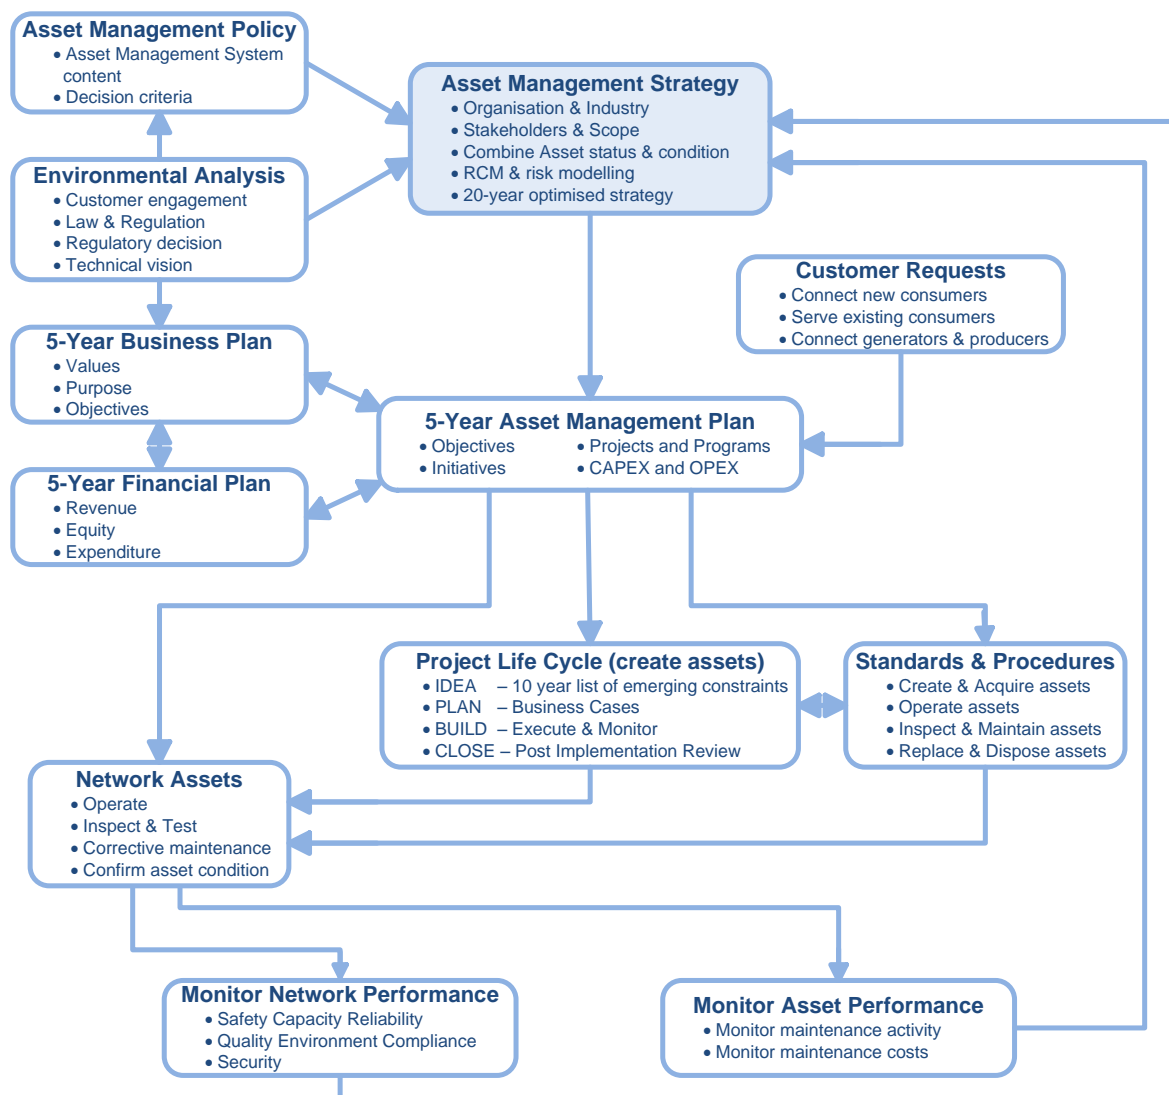 Asset Management Policy
• Asset Management System
content
• Decision criteria
Asset Management Strategy
• Organisation & Industry
• Stakeholders & Scope
• Combine Asset status & condition
• RCM & risk modelling
• 20-year optimised strategy
Environmental Analysis
• Customer engagement
• Law & Regulation
• Regulatory decision
• Technical vision
Customer Requests
• Connect new consumers
• Serve existing consumers
• Connect generators & producers
5-Year Business Plan
• Values
• Purpose
• Objectives
5-Year Asset Management Plan
• Objectives • Projects and Programs
• Initiatives • CAPEX and OPEX
5-Year Financial Plan
• Revenue
• Equity
• Expenditure
Project Life Cycle (create assets)
• IDEA – 10 year list of emerging constraints
• PLAN – Business Cases
• BUILD – Execute & Monitor
• CLOSE – Post Implementation Review
Standards & Procedures
• Create & Acquire assets
• Operate assets
• Inspect & Maintain assets
• Replace & Dispose assets
Network Assets
• Operate
• Inspect & Test
• Corrective maintenance
• Confirm asset condition
Monitor Network Performance
• Safety Capacity Reliability
• Quality Environment Compliance
• Security
Monitor Asset Performance
• Monitor maintenance activity
• Monitor maintenance costs